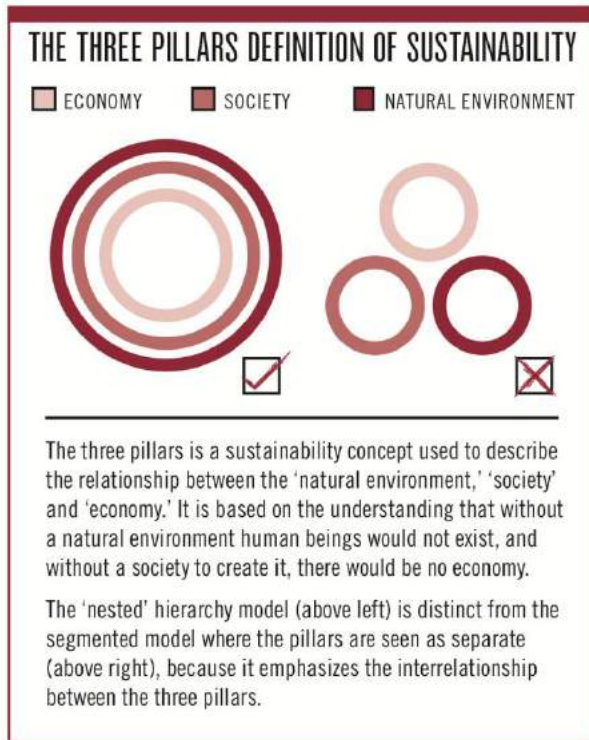 THE THREE PILLARS DEFINITION OF SUSTAINABILITY
ECONOMY SOCIETY NATURAL ENVIRONMENT
The three pillars is a sustainability concept used to describe
the relationship between the ‘natural environment,’ ‘society’
and ‘economy.’ It is based on the understanding that without
a natural environment human beings would not exist, and
without a society to create it, there would be no economy.
The ‘nested’ hierarchy model (above left) is distinct from the
segmented model where the pillars are seen as separate
(above right), because it emphasizes the interrelationship
between the three pillars.